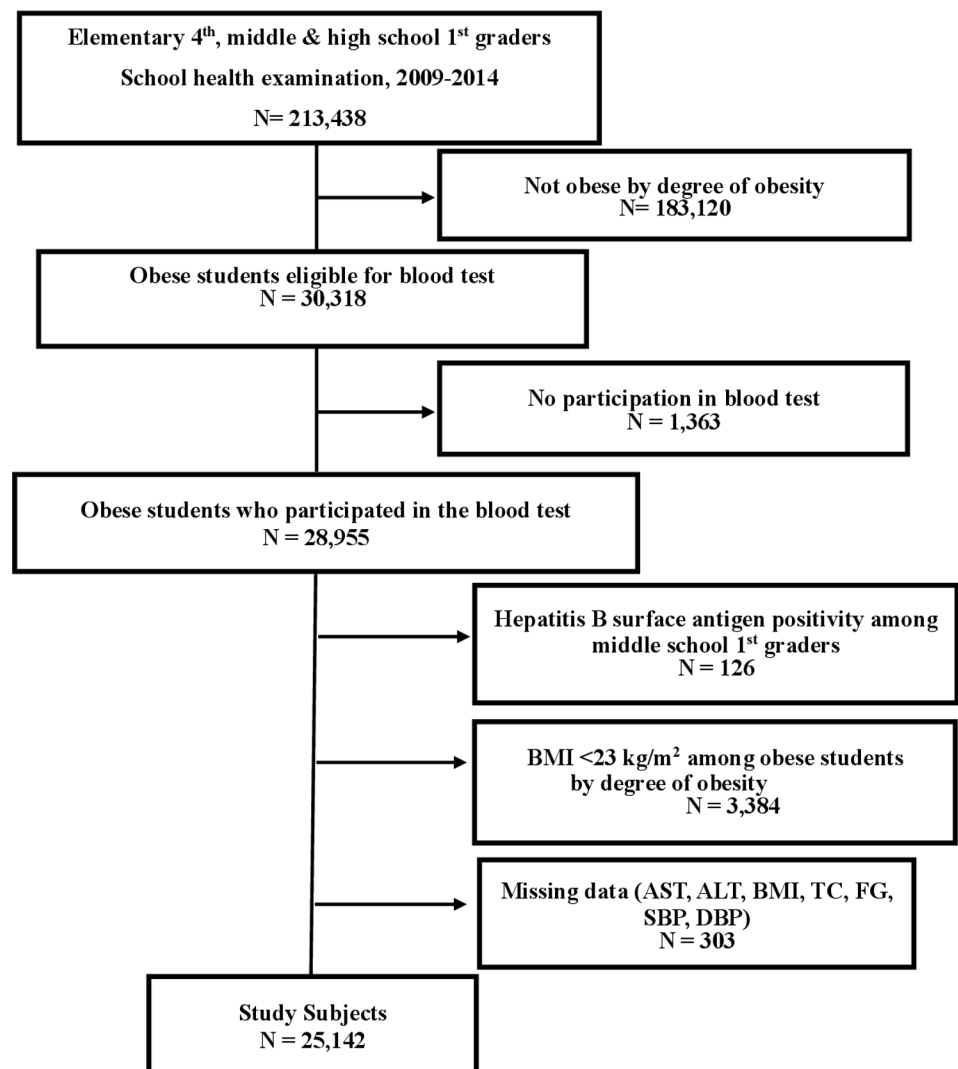 Elementary 4th, middle & high school 1st graders
School health examination, 2009-2014
N= 213,438
Not obese by degree of obesity
N= 183,120
Obese students eligible for blood test
N = 30,318
No participation in blood test
N = 1,363
Obese students who participated in the blood test
N = 28,955
Hepatitis B surface antigen positivity among
middle school 1st graders
N = 126
BMI <23 kg/m² among obese students
by degree of obesity
N = 3,384
Missing data (AST, ALT, BMI, TC, FG,
SBP, DBP)
N = 303
Study Subjects
N = 25,142